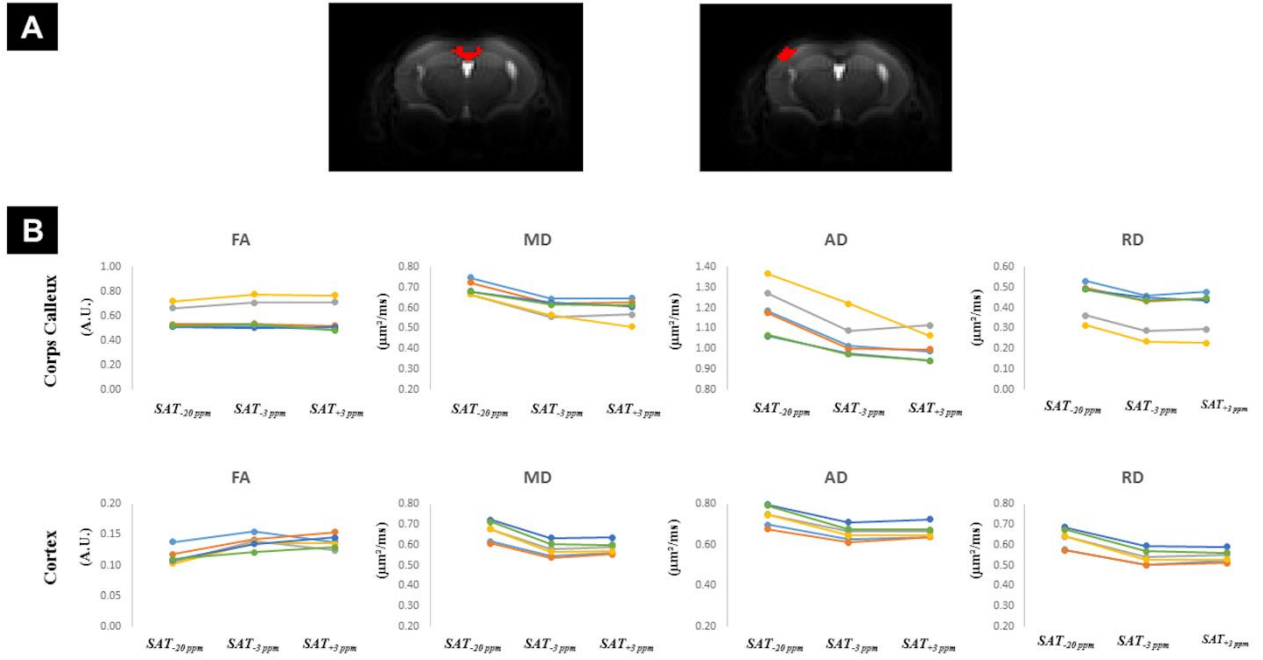 A
B
FA
MD
AD
RD
Corps Calleux
(A.U.)
1.00
0.80
0.60
0.40
0.20
0.00
SAT-20 ppm SAT-3 ppm SAT+3 ppm
(μm²/ms)
0.80
0.70
0.60
0.50
0.40
0.30
0.20
SAT-20 ppm SAT-3 ppm SAT+3 ppm
(μm²/ms)
1.40
1.30
1.20
1.10
1.00
0.90
0.80
SAT-20 ppm SAT-3 ppm SAT+3 ppm
(μm²/ms)
0.60
0.50
0.40
0.30
0.20
0.10
0.00
SAT-20 ppm SAT-3 ppm SAT+3 ppm
FA
MD
AD
RD
Cortex
(A.U.)
0.20
0.15
0.10
0.05
0.00
SAT-20 ppm SAT-3 ppm SAT+3 ppm
(μm²/ms)
0.80
0.70
0.60
0.50
0.40
0.30
0.20
SAT-20 ppm SAT-3 ppm SAT+3 ppm
(μm²/ms)
0.80
0.60
0.40
0.20
SAT-20 ppm SAT-3 ppm SAT+3 ppm
(μm²/ms)
0.80
0.70
0.60
0.50
0.40
0.30
0.20
SAT-20 ppm SAT-3 ppm SAT+3 ppm